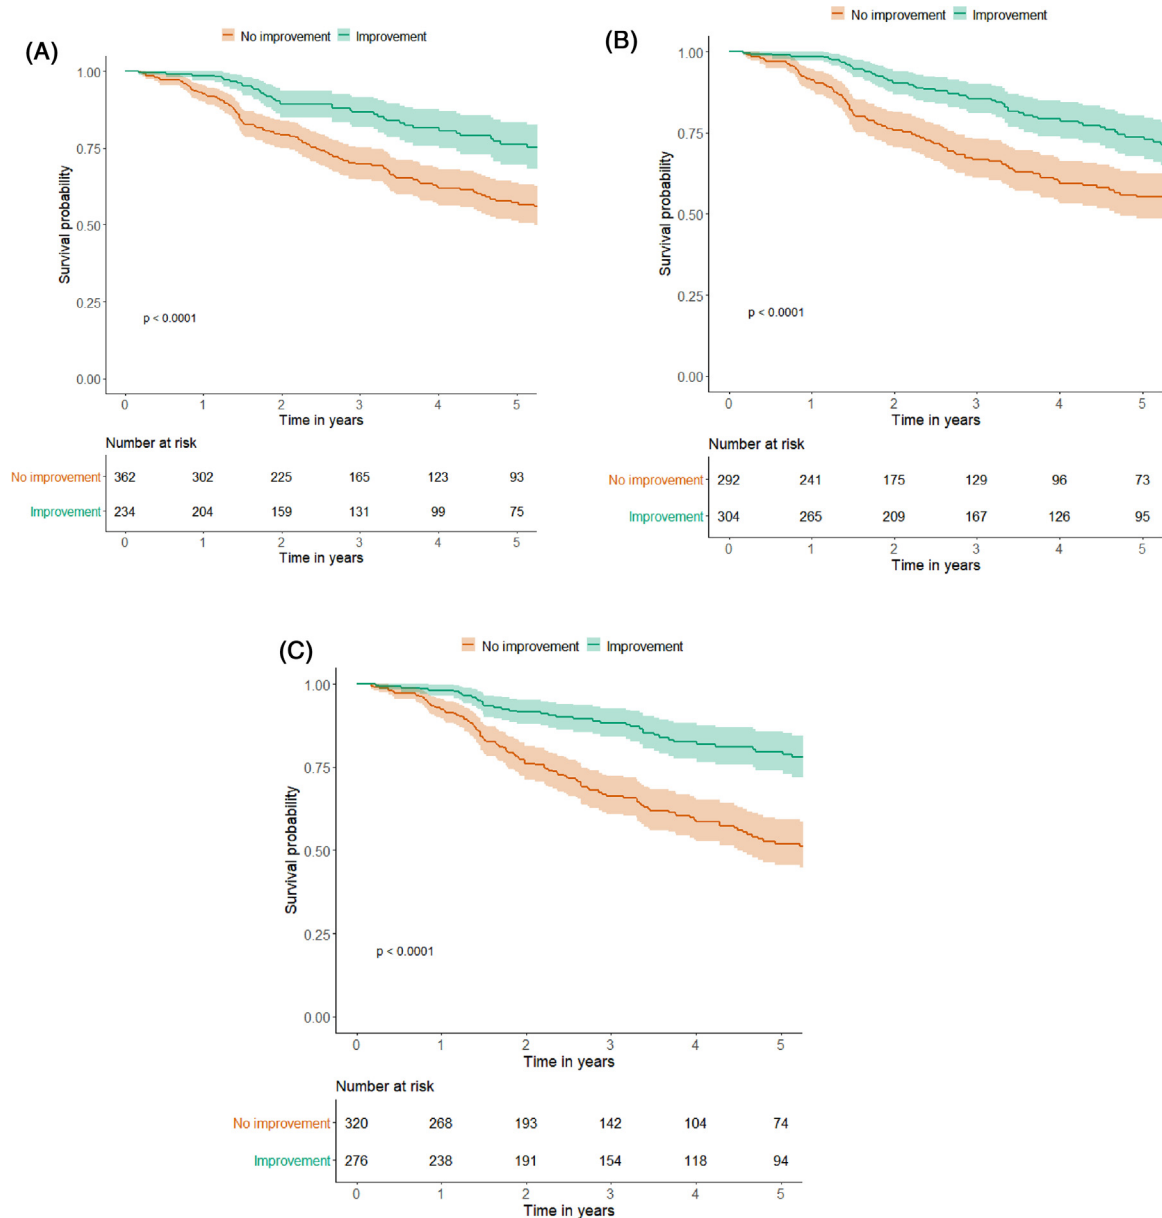 (A)
No improvement Improvement
1.00
0.75
0.50
0.25
0.00
Survival probability
p < 0.0001
0 1 2 3 4 5
Time in years
Number at risk
No improvement 362 302 225 165 123 93
Improvement 234 204 159 131 99 75
0 1 2 3 4 5
Time in years
(B)
No improvement Improvement
1.00
0.75
0.50
0.25
0.00
Survival probability
p < 0.0001
0 1 2 3 4 5
Time in years
Number at risk
No improvement 292 241 175 129 96 73
Improvement 304 265 209 167 126 95
0 1 2 3 4 5
Time in years
(C)
No improvement Improvement
1.00
0.75
0.50
0.25
0.00
Survival probability
p < 0.0001
0 1 2 3 4 5
Time in years
Number at risk
No improvement 320 268 193 142 104 74
Improvement 276 238 191 154 118 94
0 1 2 3 4 5
Time in years